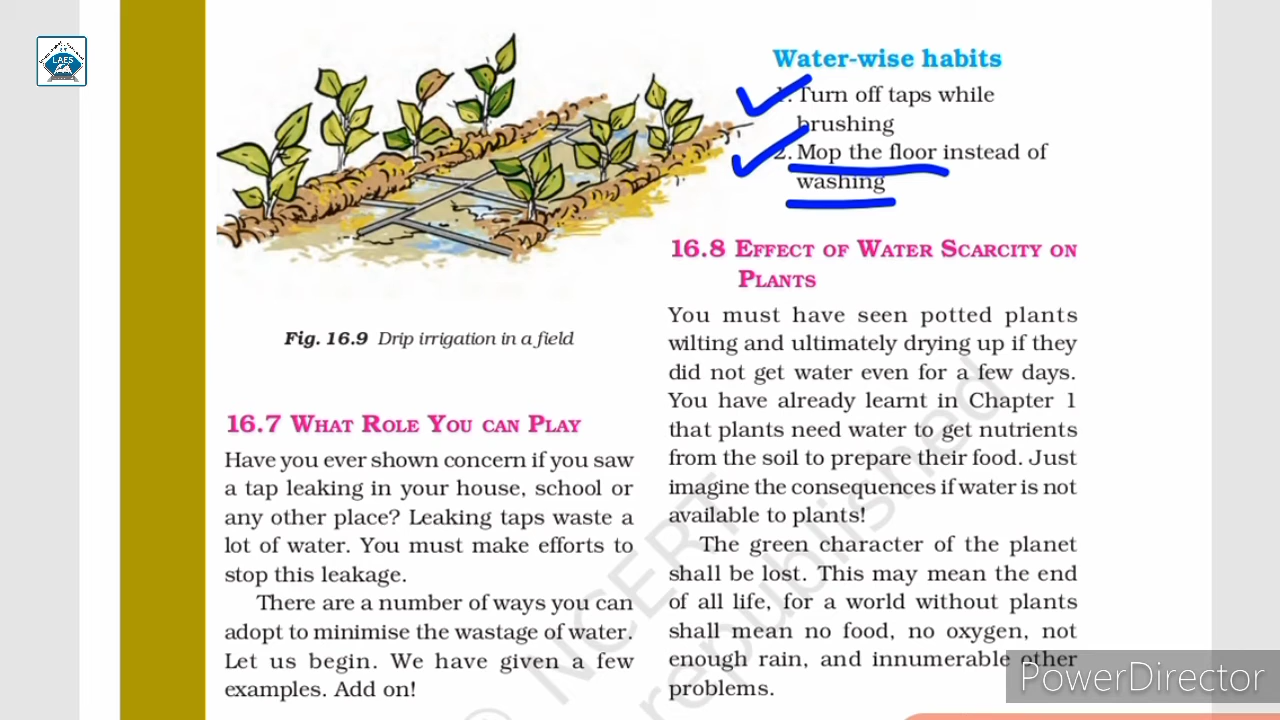 LAES
Fig. 16.9 Drip irrigation in a field
16.7 WHAT ROLE YOU CAN PLAY
Have you ever shown concern if you saw
a tap leaking in your house, school or
any other place? Leaking taps waste a
lot of water. You must make efforts to
stop this leakage.
There are a number of ways you can
adopt to minimise the wastage of water.
Let us begin. We have given a few
examples. Add on!
Water-wise habits
1. Turn off taps while
brushing
2. Mop the floor instead of
washing
16.8 EFFECT OF WATER SCARCITY ON
PLANTS
You must have seen potted plants
wilting and ultimately drying up if they
did not get water even for a few days.
You have already learnt in Chapter 1
that plants need water to get nutrients
from the soil to prepare their food. Just
imagine the consequences if water is not
available to plants!
The green character of the planet
shall be lost. This may mean the end
of all life, for a world without plants
shall mean no food, no oxygen, not
enough rain, and innumerable other
problems.
© NCERT
republished
PowerDirector